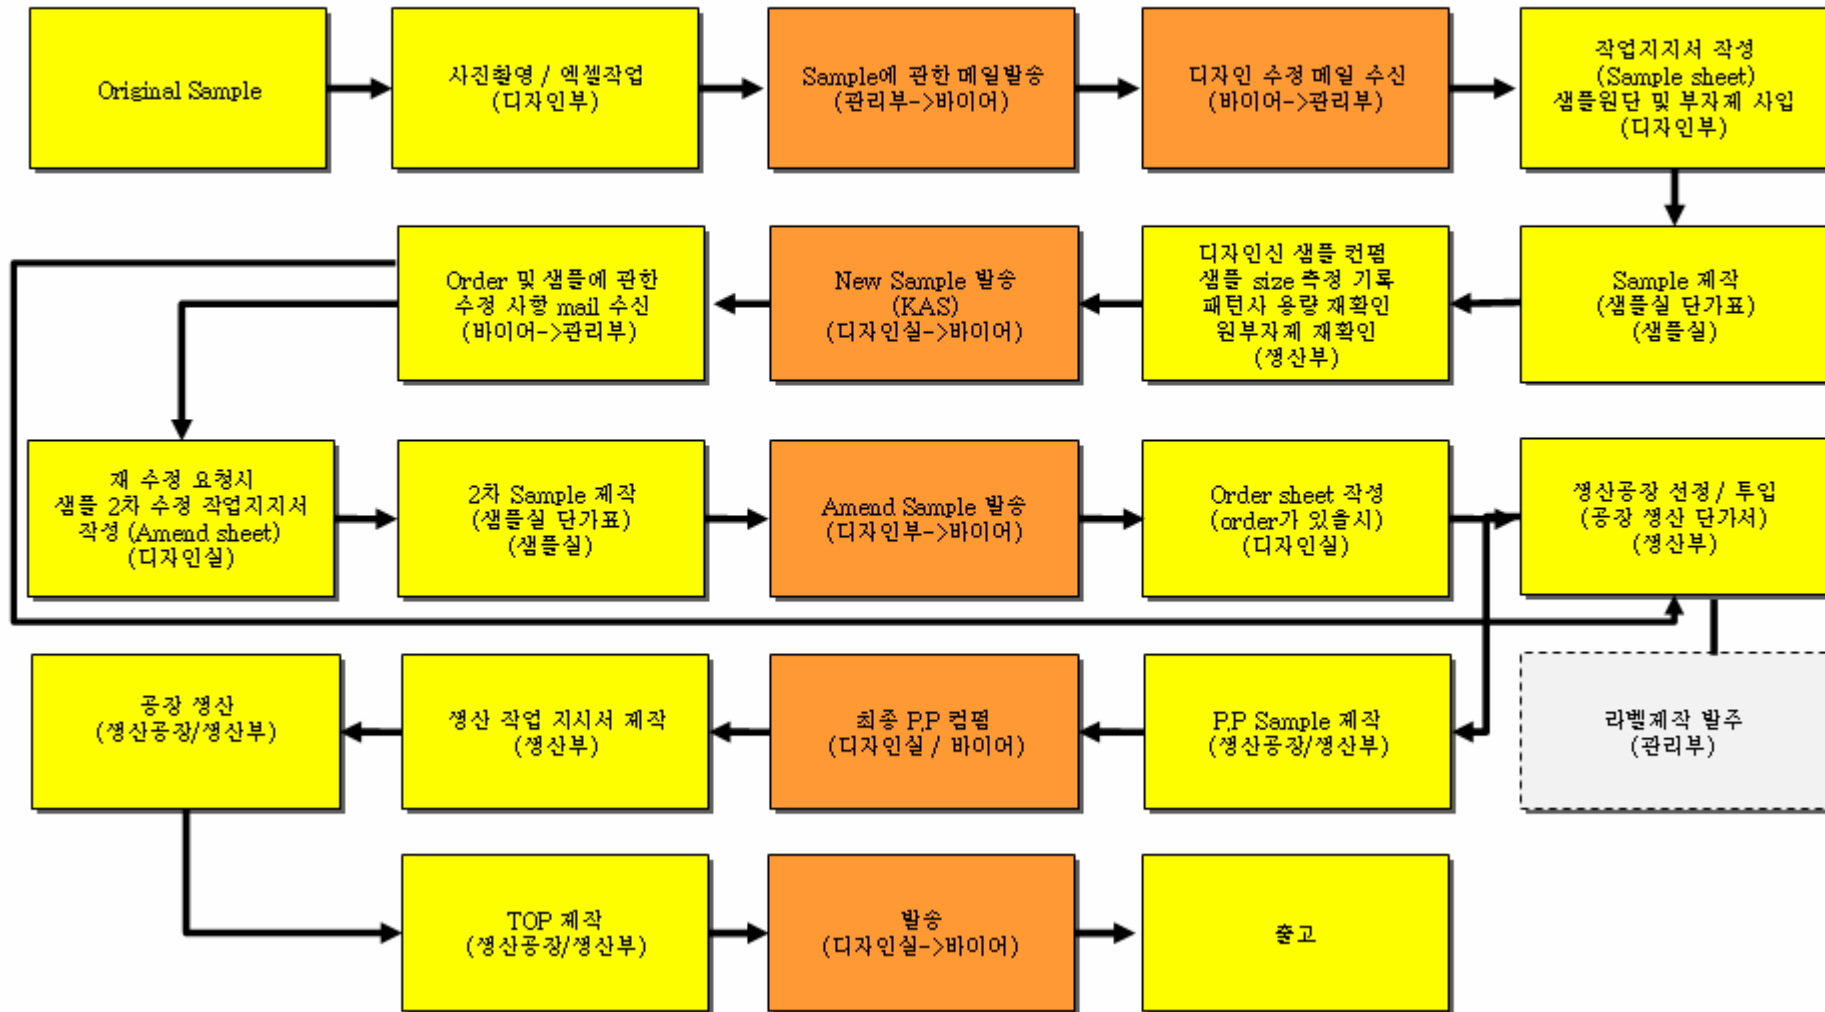 Original Sample
사진촬영 / 엑셀작업
(디자인부)
Sample에 관한 메일발송
(관리부->바이어)
디자인 수정 메일 수신
(바이어->관리부)
작업지지서 작성
(Sample sheet)
샘플원단 및 부자제 사입
(디자인부)
Order 및 샘플에 관한
수정 사항 mail 수신
(바이어->관리부)
New Sample 발송
(KAS)
(디자인실->바이어)
디자인신 샘플 컨펌
샘플 size 측정 기록
패턴사 용량 재확인
원부자제 재확인
(생산부)
Sample 제작
(샘플실 단가표)
(샘플실)
재 수정 요청시
샘플 2차 수정 작업지지서
작성 (Amend sheet)
(디자인실)
2차 Sample 제작
(샘플실 단가표)
(샘플실)
Amend Sample 발송
(디자인부->바이어)
Order sheet 작성
(order가 있을시)
(디자인실)
생산공장 선정 / 투입
(공장 생산 단가서)
(생산부)
공장 생산
(생산공장/생산부)
생산 작업 지시서 제작
(생산부)
최종 P.P 컴펌
(디자인실 / 바이어)
P.P Sample 제작
(생산공장/생산부)
라벨제작 발주
(관리부)
TOP 제작
(생산공장/생산부)
발송
(디자인실->바이어)
출고